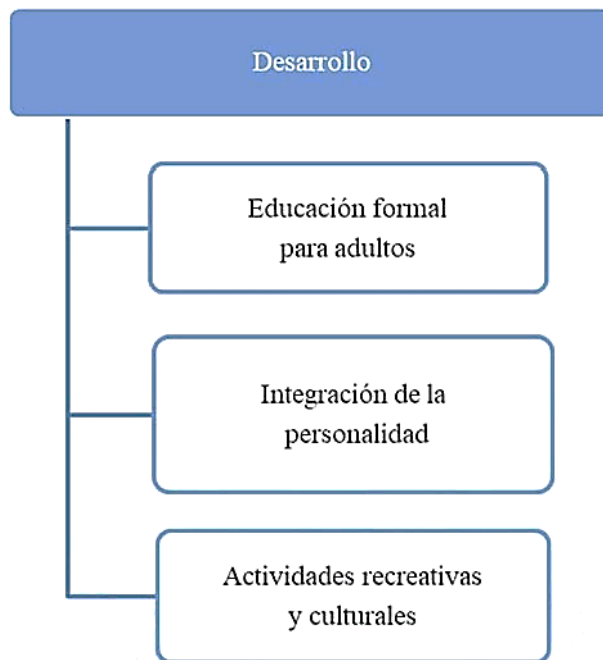 Desarrollo
Educación formal
para adultos
Integración de la
personalidad
Actividades recreativas
y culturales